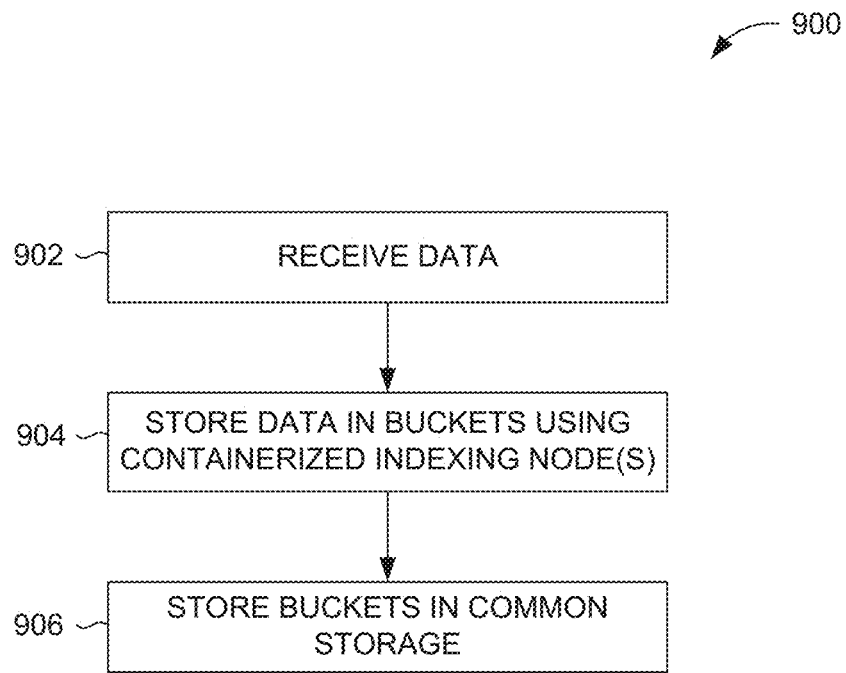 900
902
RECEIVE DATA
904
STORE DATA IN BUCKETS USING
CONTAINERIZED INDEXING NODE(S)
906
STORE BUCKETS IN COMMON
STORAGE